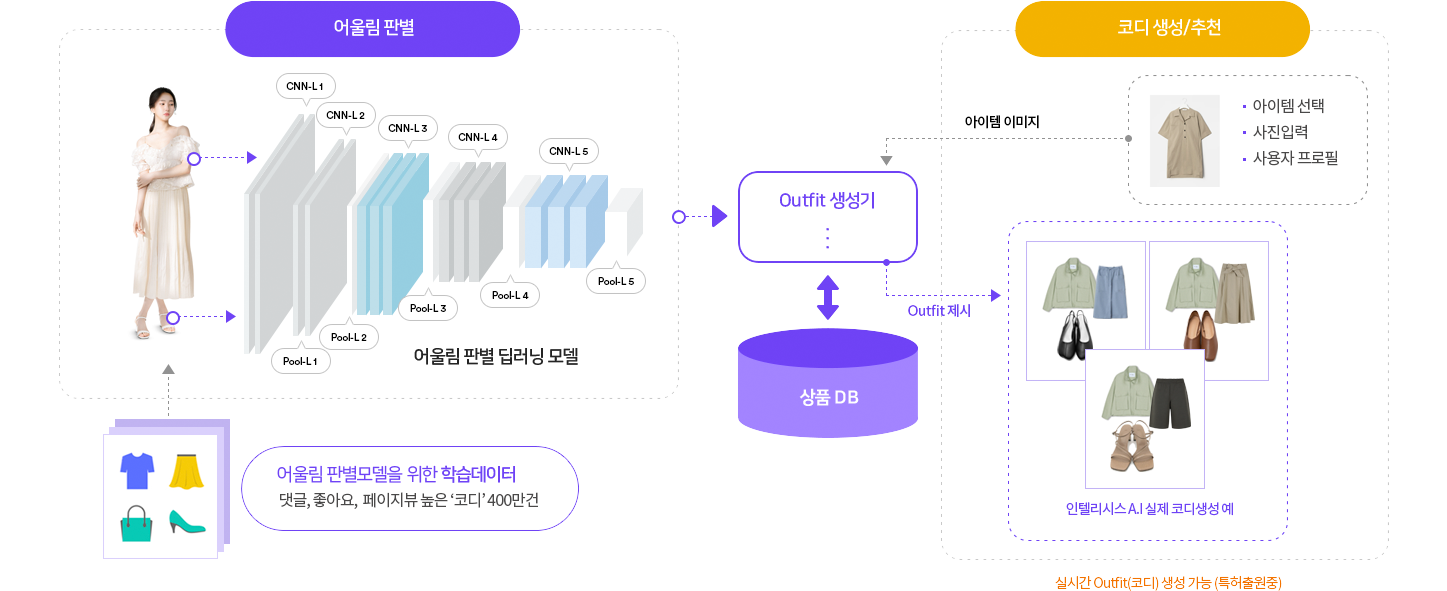 어울림 판별
CNN-L 1
CNN-L 2
CNN-L 3
CNN-L 4
CNN-L 5
Pool-L 1
Pool-L 2
Pool-L 3
Pool-L 4
Pool-L 5
어울림 판별 딥러닝 모델
어울림 판별모델을 위한 학습데이터
댓글, 좋아요, 페이지뷰 높은 ‘코디’ 400만건
Outfit 생성기
상품 DB
코디 생성/추천
아이템 이미지
• 아이템 선택
• 사진입력
• 사용자 프로필
Outfit 제시
인텔리시스 A.I 실제 코디생성 예
실시간 Outfit(코디) 생성 가능 (특허출원중)